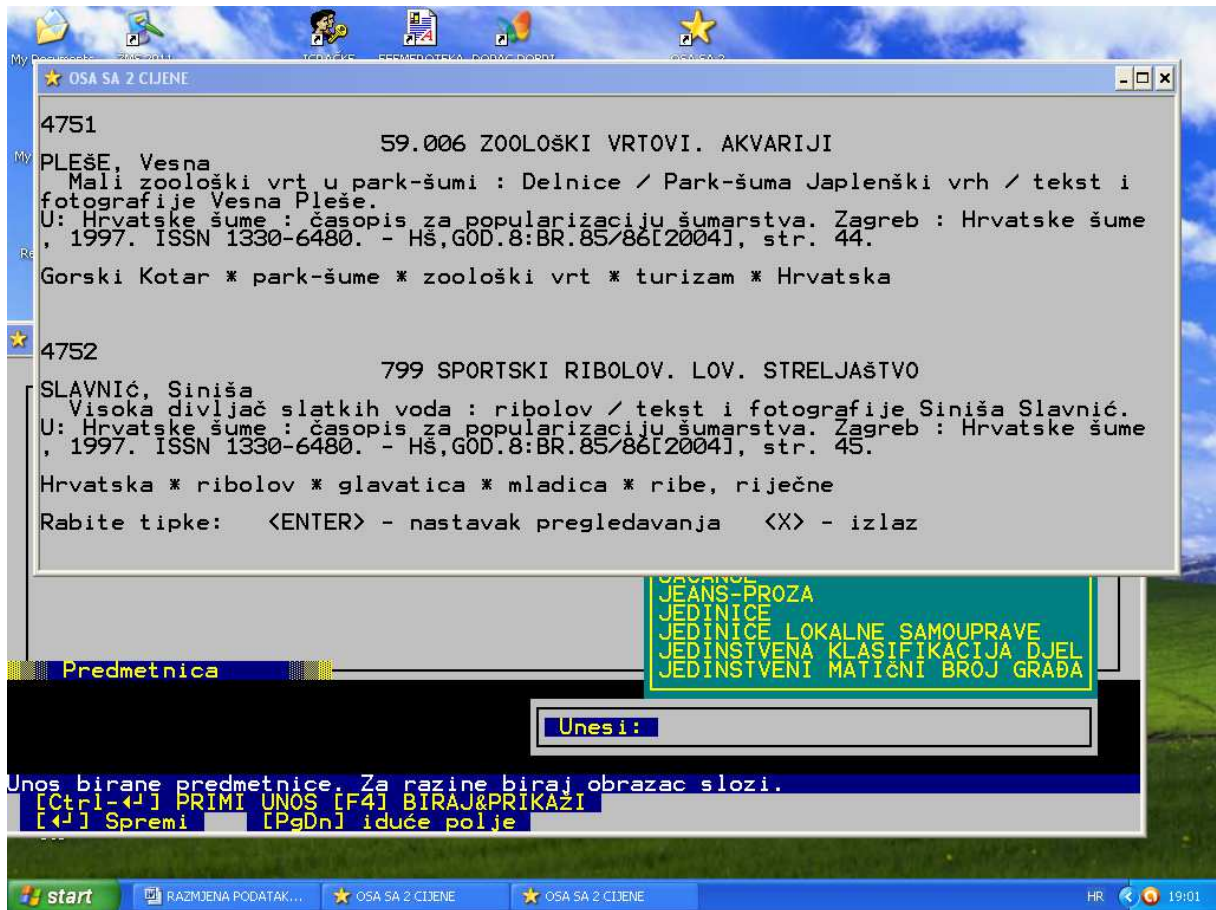 My Documents
IGRAČKE
OSA SA 2 CIJENE
4751
59.006 ZOOLOšKI VRTOVI. AKVARIJI
PLEšE, Vesna
Mali zoološki vrt u park-šumi : Delnice / Park-šuma Japlenški vrh / tekst i
fotografije Vesna Pleše.
U: Hrvatske šume : časopis za popularizaciju šumarstva. Zagreb : Hrvatske šume
, 1997. ISSN 1330-6480. - Hš,GOD.8:BR.85/86[2004], str. 44.
Gorski Kotar * park-šume * zoološki vrt * turizam * Hrvatska
4752
799 SPORTSKI RIBOLOV. LOV. STRELJAšTVO
SLAVNIć, Siniša
Visoka divljač slatkih voda : ribolov / tekst i fotografije Siniša Slavnić.
U: Hrvatske šume : časopis za popularizaciju šumarstva. Zagreb : Hrvatske šume
, 1997. ISSN 1330-6480. - Hš,GOD.8:BR.85/86[2004], str. 45.
Hrvatska * ribolov * glavatica * mladica * ribe, riječne
Rabite tipke: <ENTER> - nastavak pregledavanja <X> - izlaz
JEANS-PROZA
JEDINICE
JEDINICE LOKALNE SAMOUPRAVE
JEDINSTVENA KLASIFIKACIJA DJEL
JEDINSTVENI MATIčNI BROJ GRAĐA
Predmetnica
Unesi:
Unos birane predmetnice. Za razine biraj obrazac slozi.
[Ctrl-↵] PRIMI UNOS [F4] BIRAJ&PRIKAžI
[↵] Spremi [PgDn] iduće polje
start RAZMJENA PODATAK... OSA SA 2 CIJENE OSA SA 2 CIJENE HR 19:01